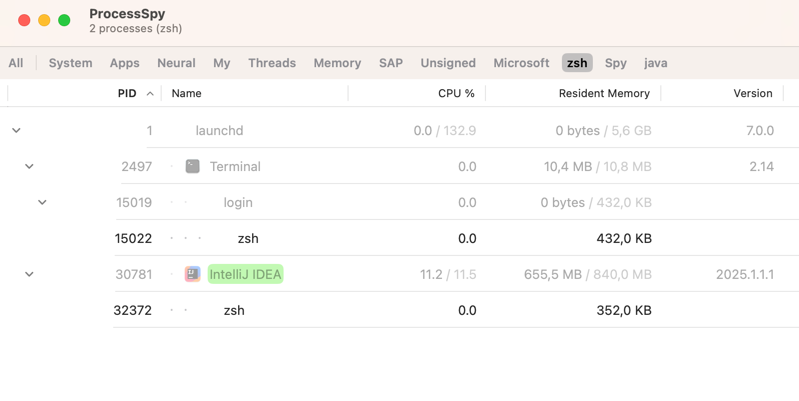 ProcessSpy
2 processes (zsh)
All System Apps Neural My Threads Memory SAP Unsigned Microsoft zsh Spy java
PID Name CPU % Resident Memory Version
1 launchd 0.0 / 132.9 0 bytes / 5,6 GB 7.0.0
2497 Terminal 0.0 10,4 MB / 10,8 MB 2.14
15019 login 0.0 0 bytes / 432,0 KB
15022 zsh 0.0 432,0 KB
30781 IntelliJ IDEA 11.2 / 11.5 655,5 MB / 840,0 MB 2025.1.1.1
32372 zsh 0.0 352,0 KB